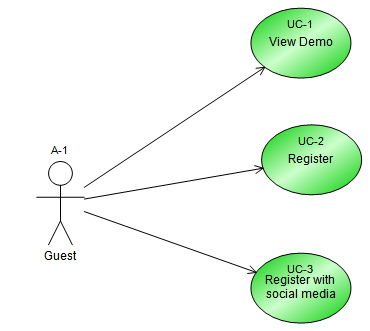 UC-1
View Demo
UC-2
Register
A-1
Guest
UC-3
Register with
social media